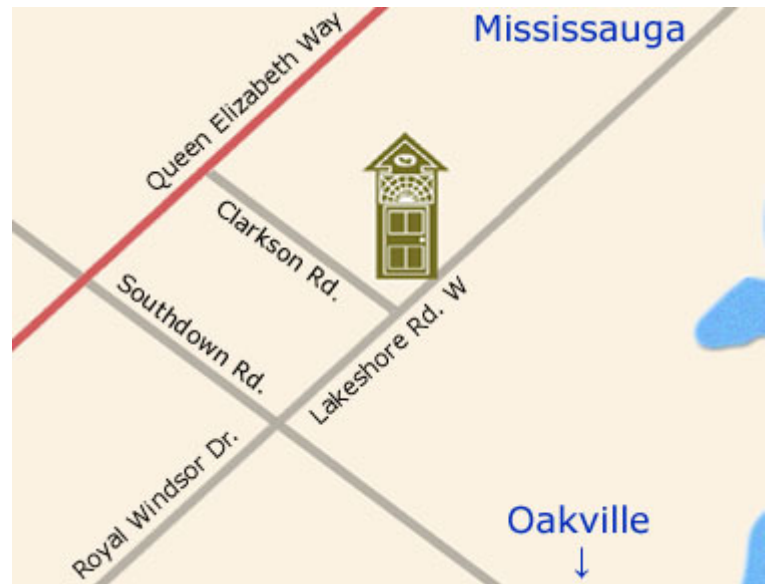 Mississauga
Queen Elizabeth Way
Clarkson Rd.
Southdown Rd.
Lakeshore Rd. W
Royal Windsor Dr.
Oakville
↓